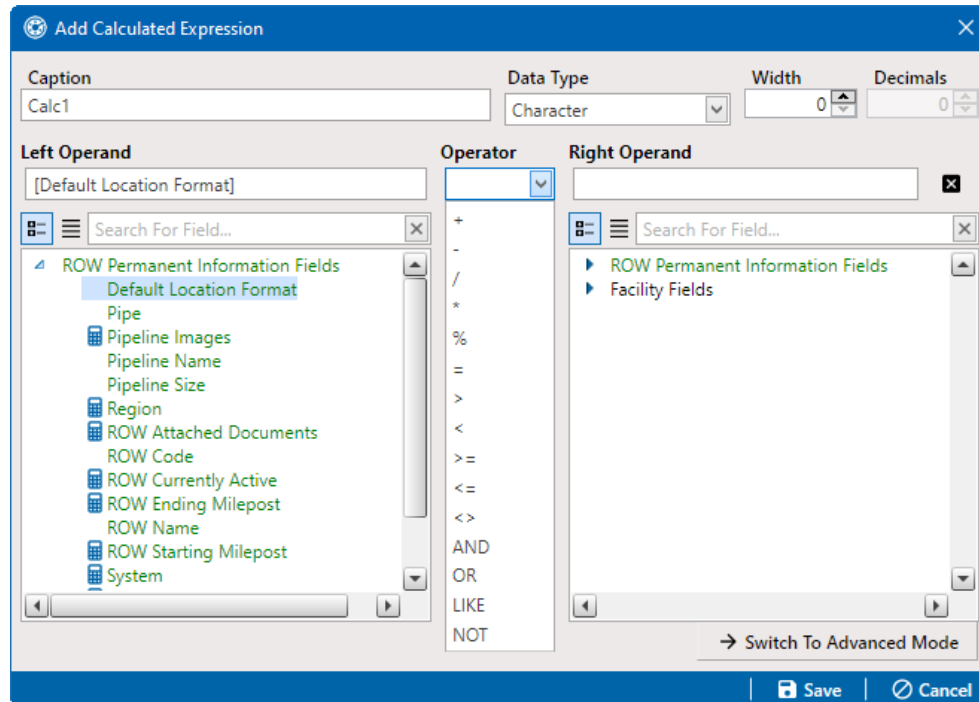 Add Calculated Expression
Caption
Data Type
Width
Decimals
Calc1
Character
0
0
Left Operand
Operator
Right Operand
[Default Location Format]
Search For Field...
Search For Field...
ROW Permanent Information Fields
Default Location Format
Pipe
Pipeline Images
Pipeline Name
Pipeline Size
Region
ROW Attached Documents
ROW Code
ROW Currently Active
ROW Ending Milepost
ROW Name
ROW Starting Milepost
System
+
-
/
*
%
=
>
<
>=
<=
<>
AND
OR
LIKE
NOT
ROW Permanent Information Fields
Facility Fields
→ Switch To Advanced Mode
Save
Cancel